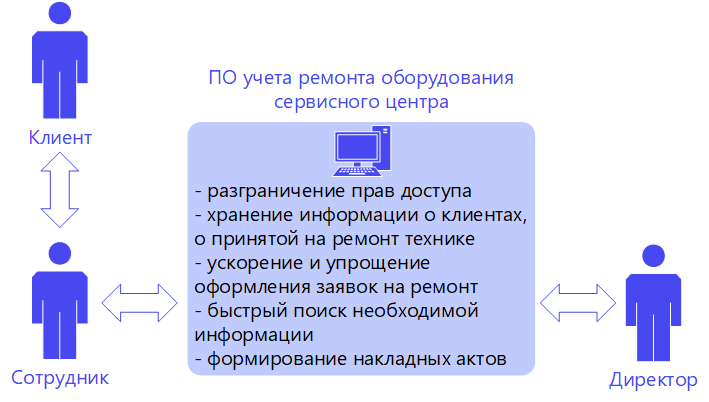 ПО учета ремонта оборудования
сервисного центра
Клиент
- разграничение прав доступа
- хранение информации о клиентах,
о принятой на ремонт технике
- ускорение и упрощение
оформления заявок на ремонт
- быстрый поиск необходимой
информации
- формирование накладных актов
Сотрудник
Директор